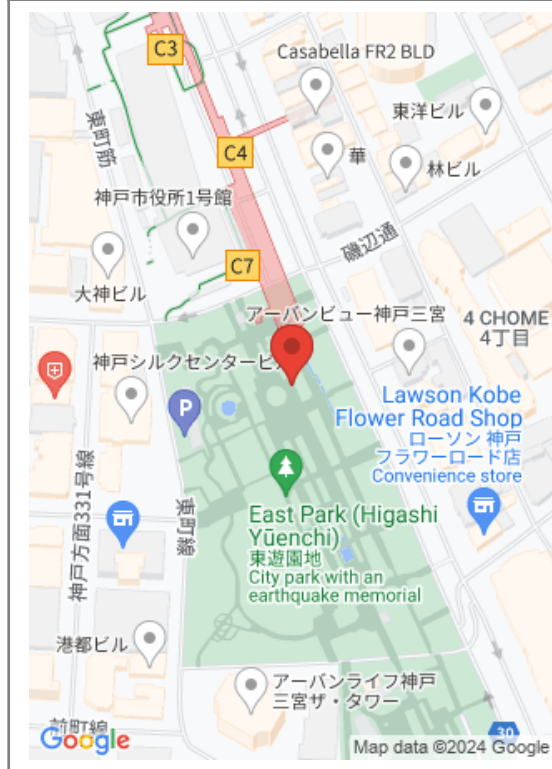 C3
Casabella FR2 BLD
東洋ビル
東町筋
C4
華
林ビル
神戸市役所1号館
磯辺通
C7
大神ビル
アーバンビュー神戸三宮
4 CHOME
4丁目
神戸シルクセンタービ
P
Lawson Kobe
Flower Road Shop
ローソン 神戸
フラワーロード店
Convenience store
神戸方面331号線
東町線
East Park (Higashi
Yūenchi)
東遊園地
City park with an
earthquake memorial
港都ビル
アーバンライフ神戸
三宮ザ・タワー
前町線
30
Google
Map data ©2024 Google